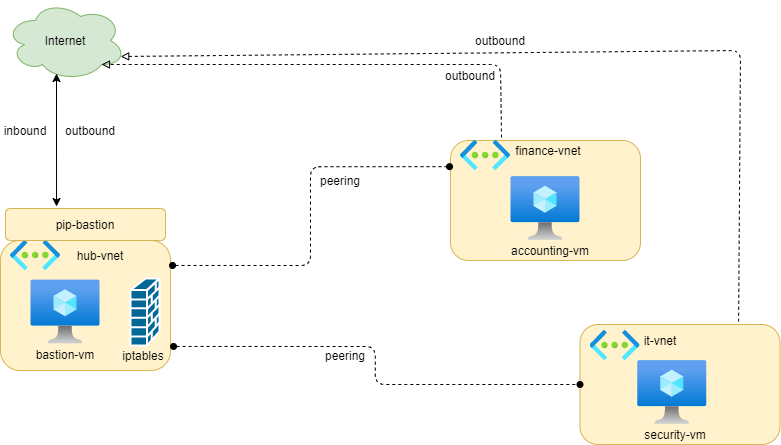 Internet
outbound
outbound
inbound
outbound
finance-vnet
peering
accounting-vm
pip-bastion
hub-vnet
bastion-vm
iptables
peering
it-vnet
security-vm